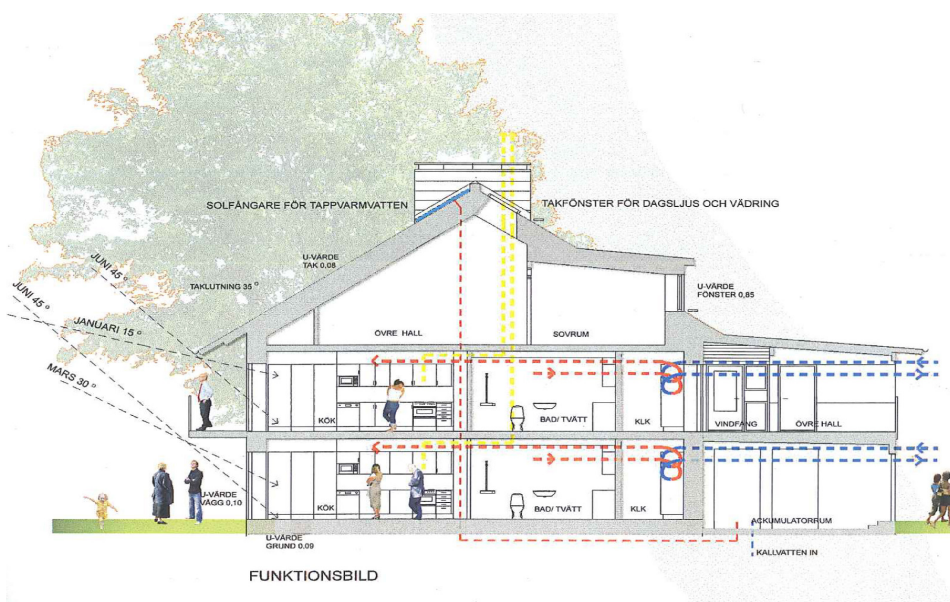 SOLFÅNGARE FÖR TAPPVARMVATTEN
TAKFÖNSTER FÖR DAGSLJUS OCH VÄDRING
JUNI 45 º
U-VÄRDE
TAK 0,08
TAKLUTNING 35 º
U-VÄRDE
FÖNSTER 0,85
JUNI 45 º
JANUARI 15 º
ÖVRE HALL
SOVRUM
MARS 30 º
KÖK
BAD/ TVÄTT
KLK
VINDFÅNG
ÖVRE HALL
U-VÄRDE
VÄGG 0,10
KÖK
BAD/ TVÄTT
KLK
ACKUMULATORRUM
U-VÄRDE
GRUND 0,09
KALLVATTEN IN
FUNKTIONSBILD